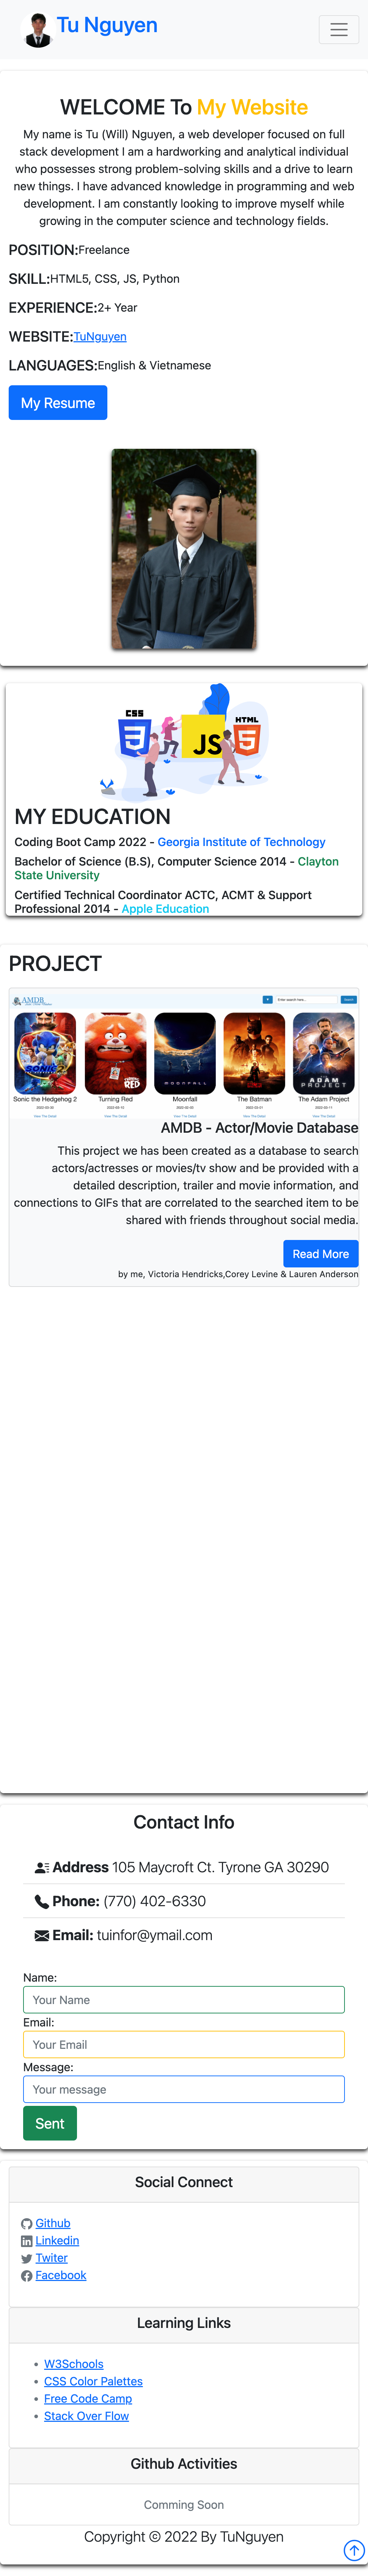 Tu Nguyen
WELCOME To My Website
My name is Tu (Will) Nguyen, a web developer focused on full
stack development I am a hardworking and analytical individual
who possesses strong problem-solving skills and a drive to learn
new things. I have advanced knowledge in programming and web
development. I am constantly looking to improve myself while
growing in the computer science and technology fields.
POSITION:Freelance
SKILL:HTML5, CSS, JS, Python
EXPERIENCE:2+ Year
WEBSITE:TuNguyen
LANGUAGES:English & Vietnamese
My Resume
CSS
HTML
JS
MY EDUCATION
Coding Boot Camp 2022 - Georgia Institute of Technology
Bachelor of Science (B.S), Computer Science 2014 - Clayton
State University
Certified Technical Coordinator ACTC, ACMT & Support
Professional 2014 - Apple Education
PROJECT
AMDB
Enter search here...
Search
SONIC
MOONFALL
THE BATMAN
THE ADAM PROJECT
Sonic the Hedgehog 2
Turning Red
Moonfall
The Batman
The Adam Project
AMDB - Actor/Movie Database
This project we has been created as a database to search
actors/actresses or movies/tv show and be provided with a
detailed description, trailer and movie information, and
connections to GIFs that are correlated to the searched item to be
shared with friends throughout social media.
Read More
by me, Victoria Hendricks,Corey Levine & Lauren Anderson
Contact Info
Address 105 Maycroft Ct. Tyrone GA 30290
Phone: (770) 402-6330
Email: tuinfor@ymail.com
Name:
Your Name
Email:
Your Email
Message:
Your message
Sent
Social Connect
Github
Linkedin
Twiter
Facebook
Learning Links
W3Schools
CSS Color Palettes
Free Code Camp
Stack Over Flow
Github Activities
Comming Soon
Copyright © 2022 By TuNguyen